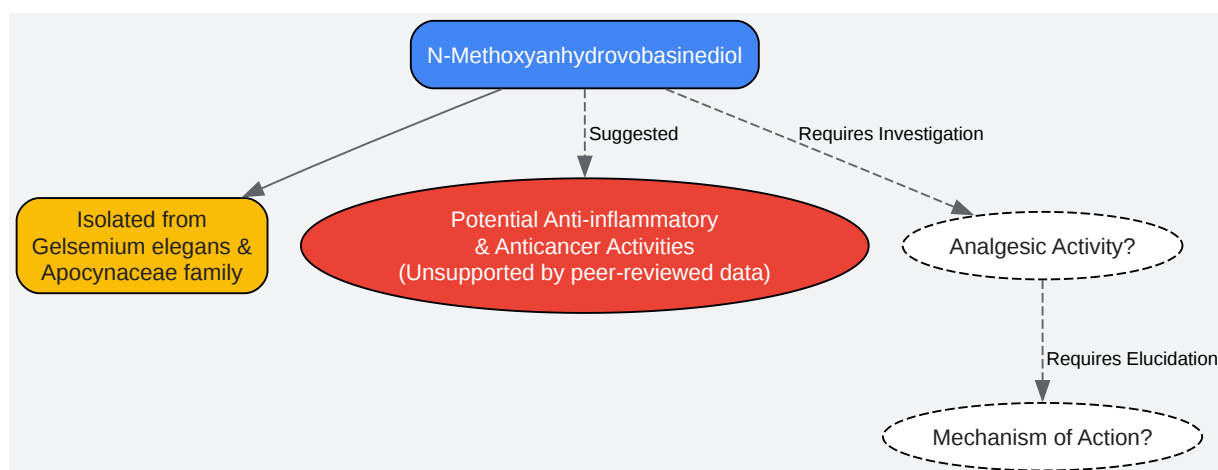 N-Methoxyanhydrovobasinediol
Suggested
Requires Investigation
Isolated from
Gelsemium elegans &
Apocynaceae family
Potential Anti-inflammatory
& Anticancer Activities
(Unsupported by peer-reviewed data)
Analgesic Activity?
Requires Elucidation
Mechanism of Action?